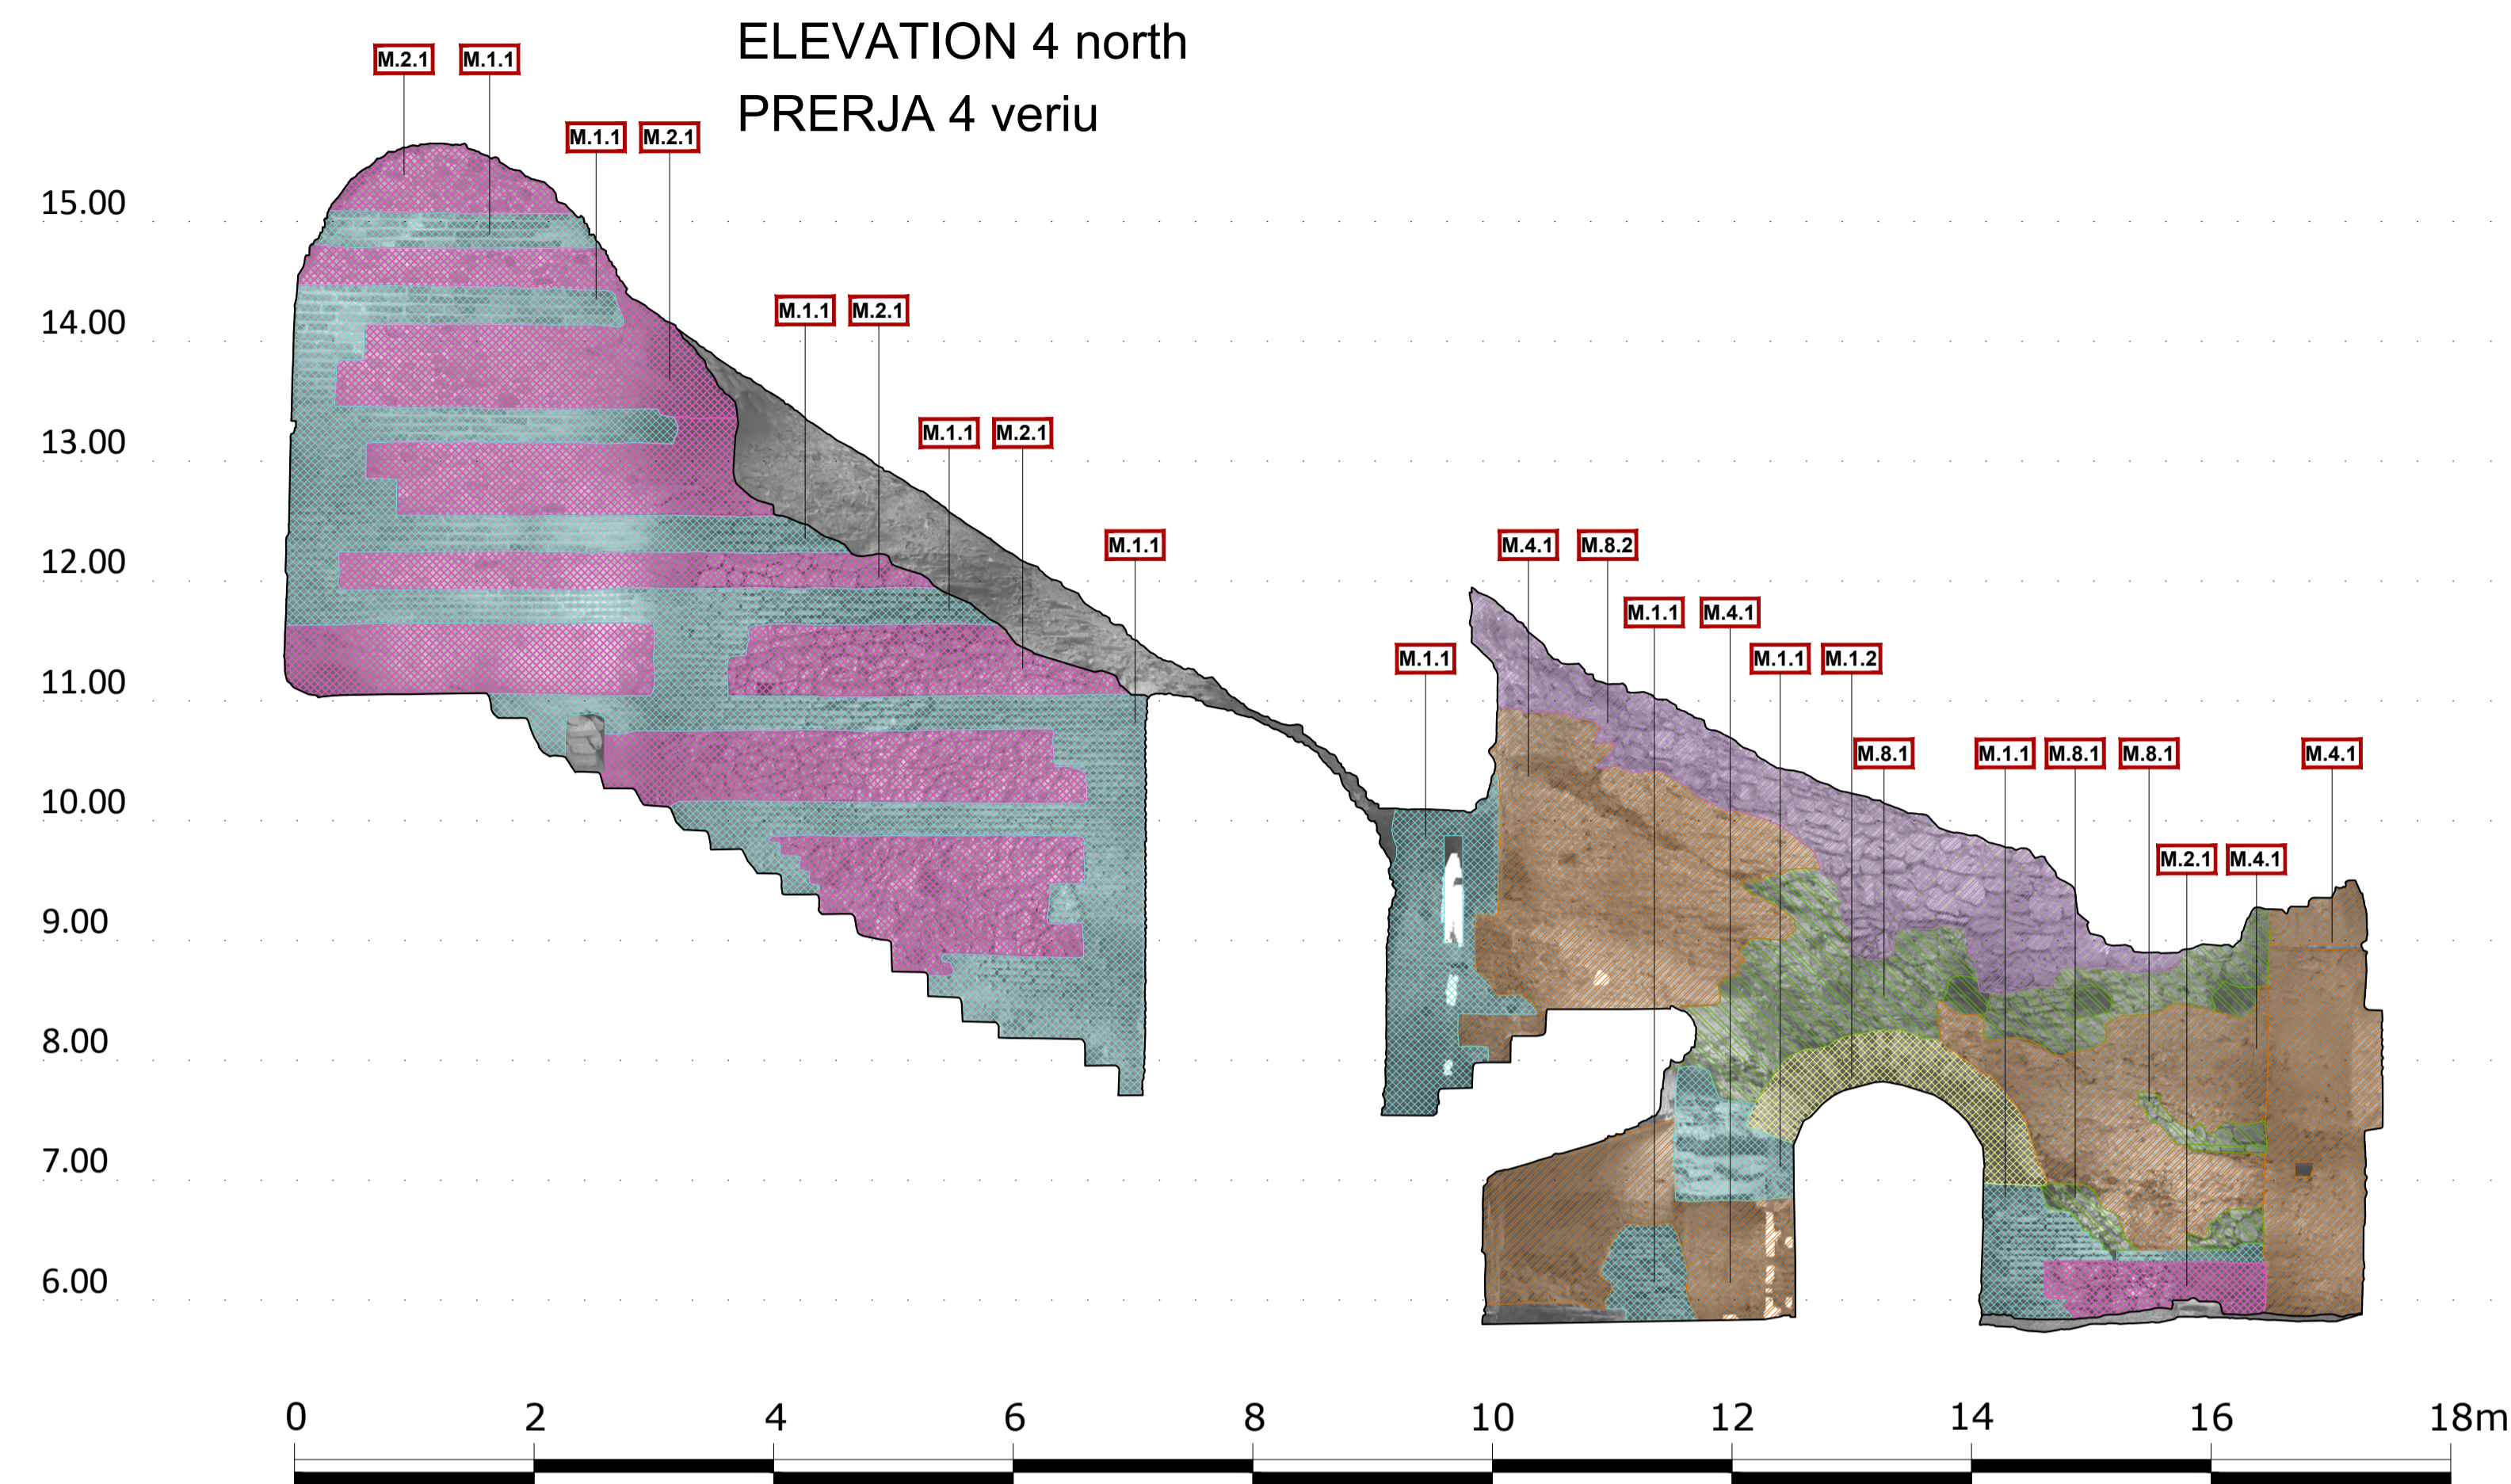 ELEVATION 4 north
PRERJA 4 veriu
M.2.1 M.1.1
M.1.1 M.2.1
15.00
M.1.1 M.2.1
14.00
M.1.1 M.2.1
13.00
M.1.1 M.4.1 M.8.2
12.00
M.1.1 M.4.1
M.1.1 M.1.1 M.1.2
11.00
M.8.1 M.1.1 M.8.1 M.8.1 M.4.1
10.00
M.2.1 M.4.1
9.00
8.00
7.00
6.00
0 2 4 6 8 10 12 14 16 18m